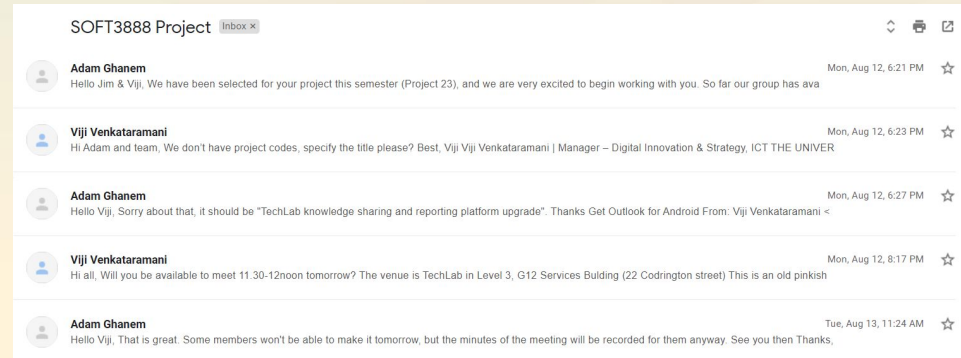 SOFT3888 Project Inbox ×
Adam Ghanem Mon, Aug 12, 6:21 PM
Hello Jim & Viji, We have been selected for your project this semester (Project 23), and we are very excited to begin working with you. So far our group has ava
Viji Venkataramani Mon, Aug 12, 6:23 PM
Hi Adam and team, We don't have project codes, specify the title please? Best, Viji Viji Venkataramani | Manager – Digital Innovation & Strategy, ICT THE UNIVER
Adam Ghanem Mon, Aug 12, 6:27 PM
Hello Viji, Sorry about that, it should be "TechLab knowledge sharing and reporting platform upgrade". Thanks Get Outlook for Android From: Viji Venkataramani <
Viji Venkataramani Mon, Aug 12, 8:17 PM
Hi all, Will you be available to meet 11.30-12noon tomorrow? The venue is TechLab in Level 3, G12 Services Bulding (22 Codrington street) This is an old pinkish
Adam Ghanem Tue, Aug 13, 11:24 AM
Hello Viji, That is great. Some members won't be able to make it tomorrow, but the minutes of the meeting will be recorded for them anyway. See you then Thanks,